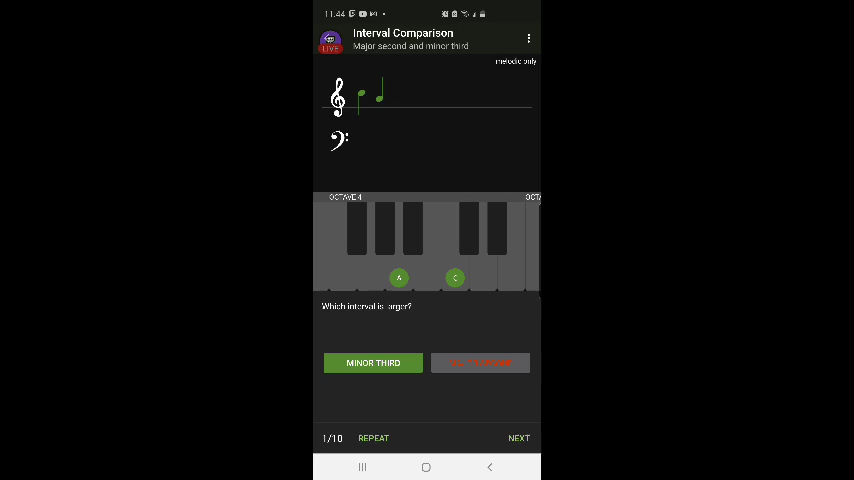 11.44
LIVE
Interval Comparison
Major second and minor third
melodic only
OCTAVE 4
OCTA
A
C
Which interval is larger?
MINOR THIRD
1/10
REPEAT
NEXT